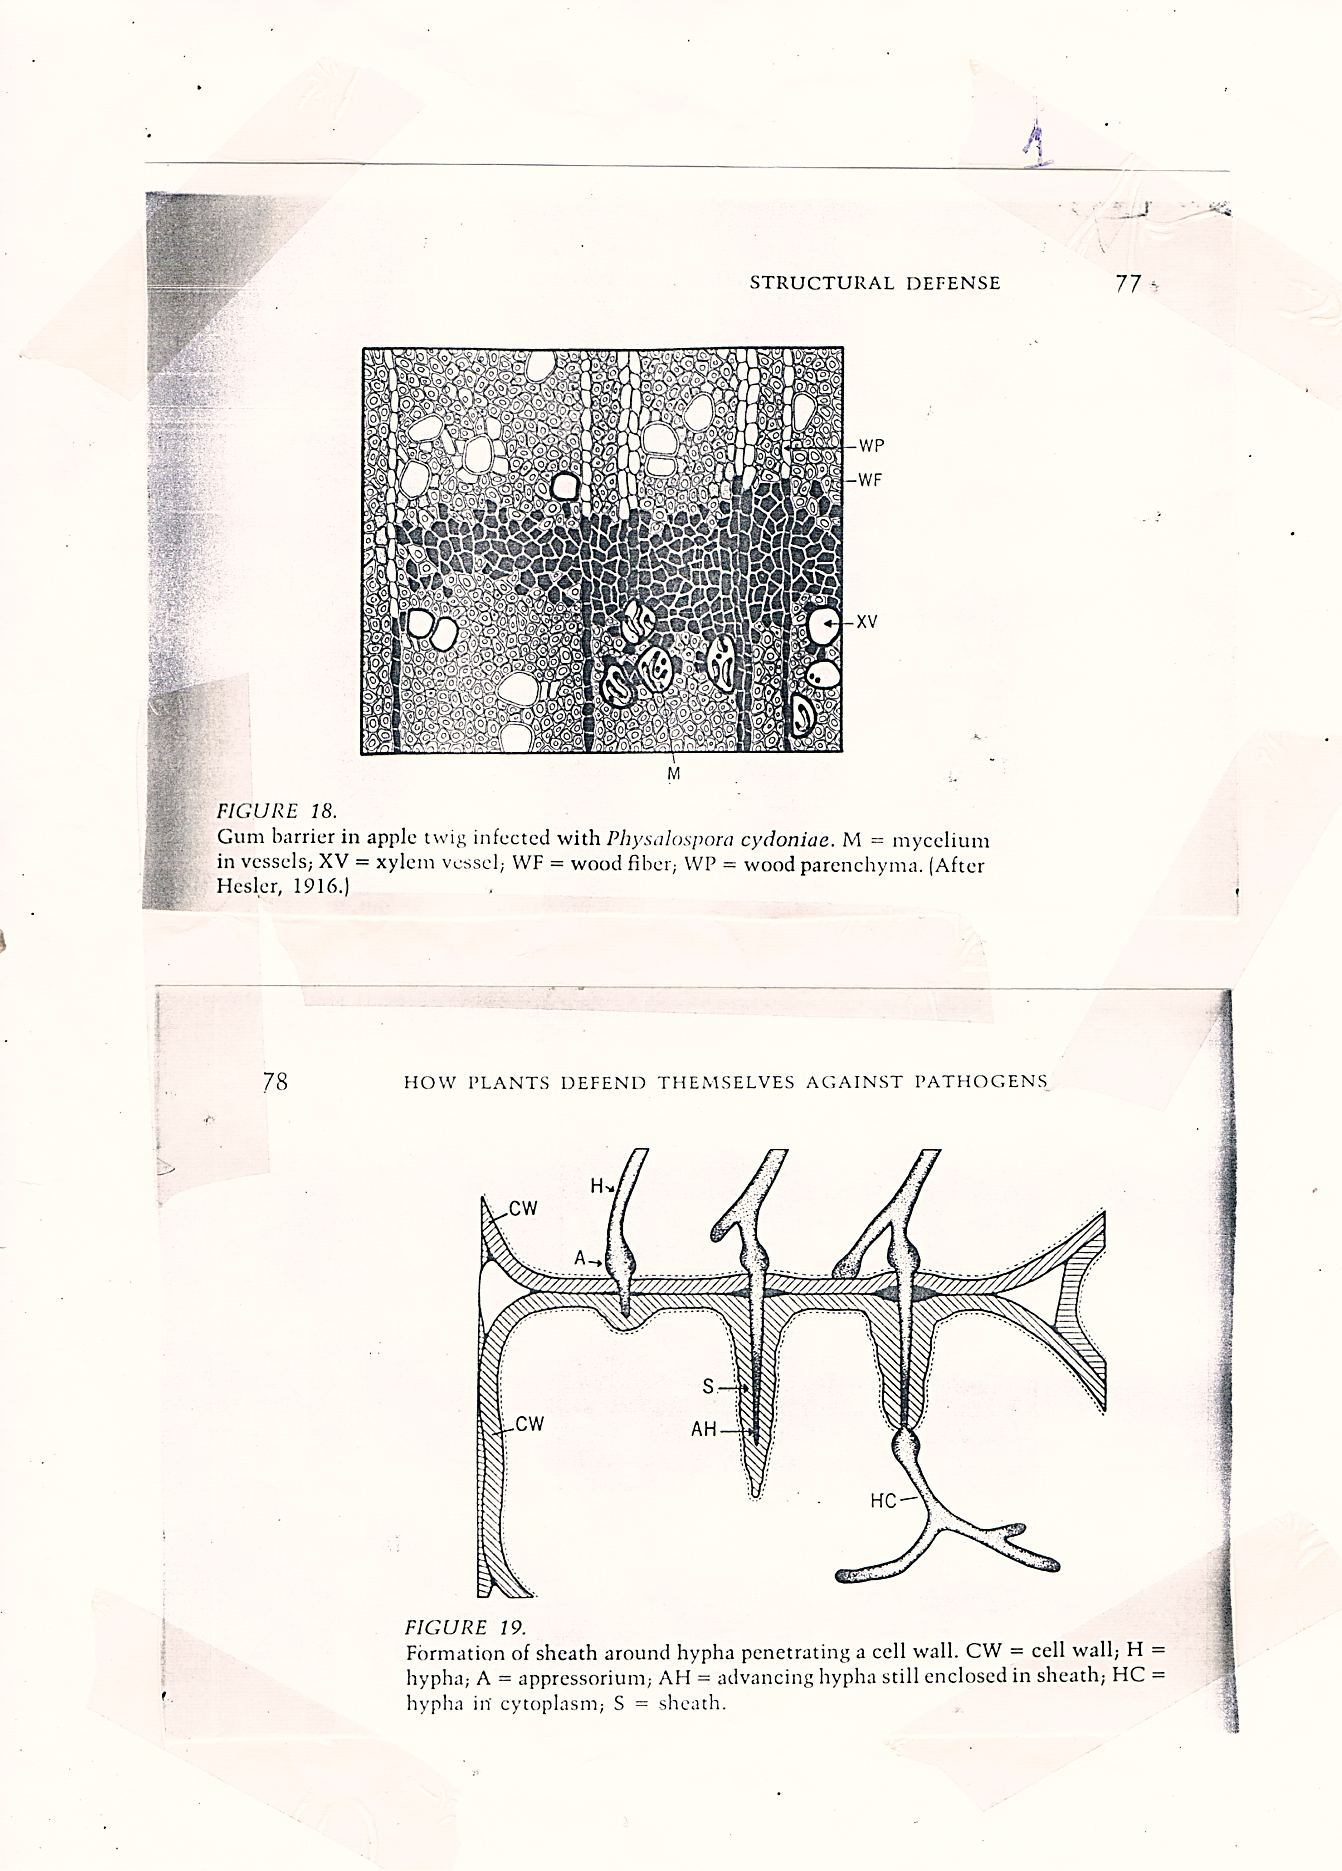 1
STRUCTURAL DEFENSE 77
WP
WF
XV
M
FIGURE 18.
Gum barrier in apple twig infected with Physalospora cydoniae. M = mycelium
in vessels; XV = xylem vessel; WF = wood fiber; WP = wood parenchyma. (After
Hesler, 1916.)
78 HOW PLANTS DEFEND THEMSELVES AGAINST PATHOGENS
H
CW
A
S
AH
CW
HC
FIGURE 19.
Formation of sheath around hypha penetrating a cell wall. CW = cell wall; H =
hypha; A = appressorium; AH = advancing hypha still enclosed in sheath; HC =
hypha in cytoplasm; S = sheath.